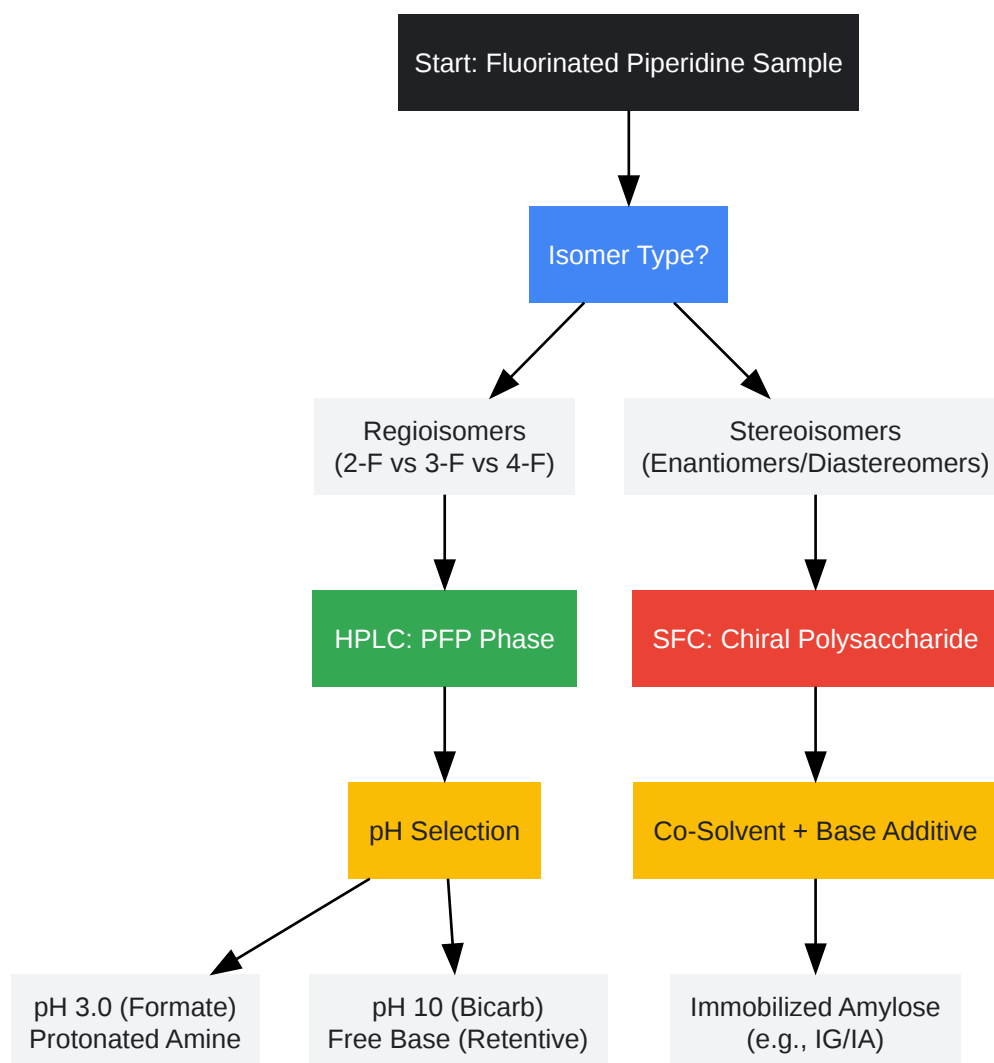 Start: Fluorinated Piperidine Sample
Isomer Type?
Regioisomers
(2-F vs 3-F vs 4-F)
Stereoisomers
(Enantiomers/Diastereomers)
HPLC: PFP Phase
SFC: Chiral Polysaccharide
pH Selection
Co-Solvent + Base Additive
pH 3.0 (Formate)
Protonated Amine
pH 10 (Bicarb)
Free Base (Retentive)
Immobilized Amylose
(e.g., IG/IA)